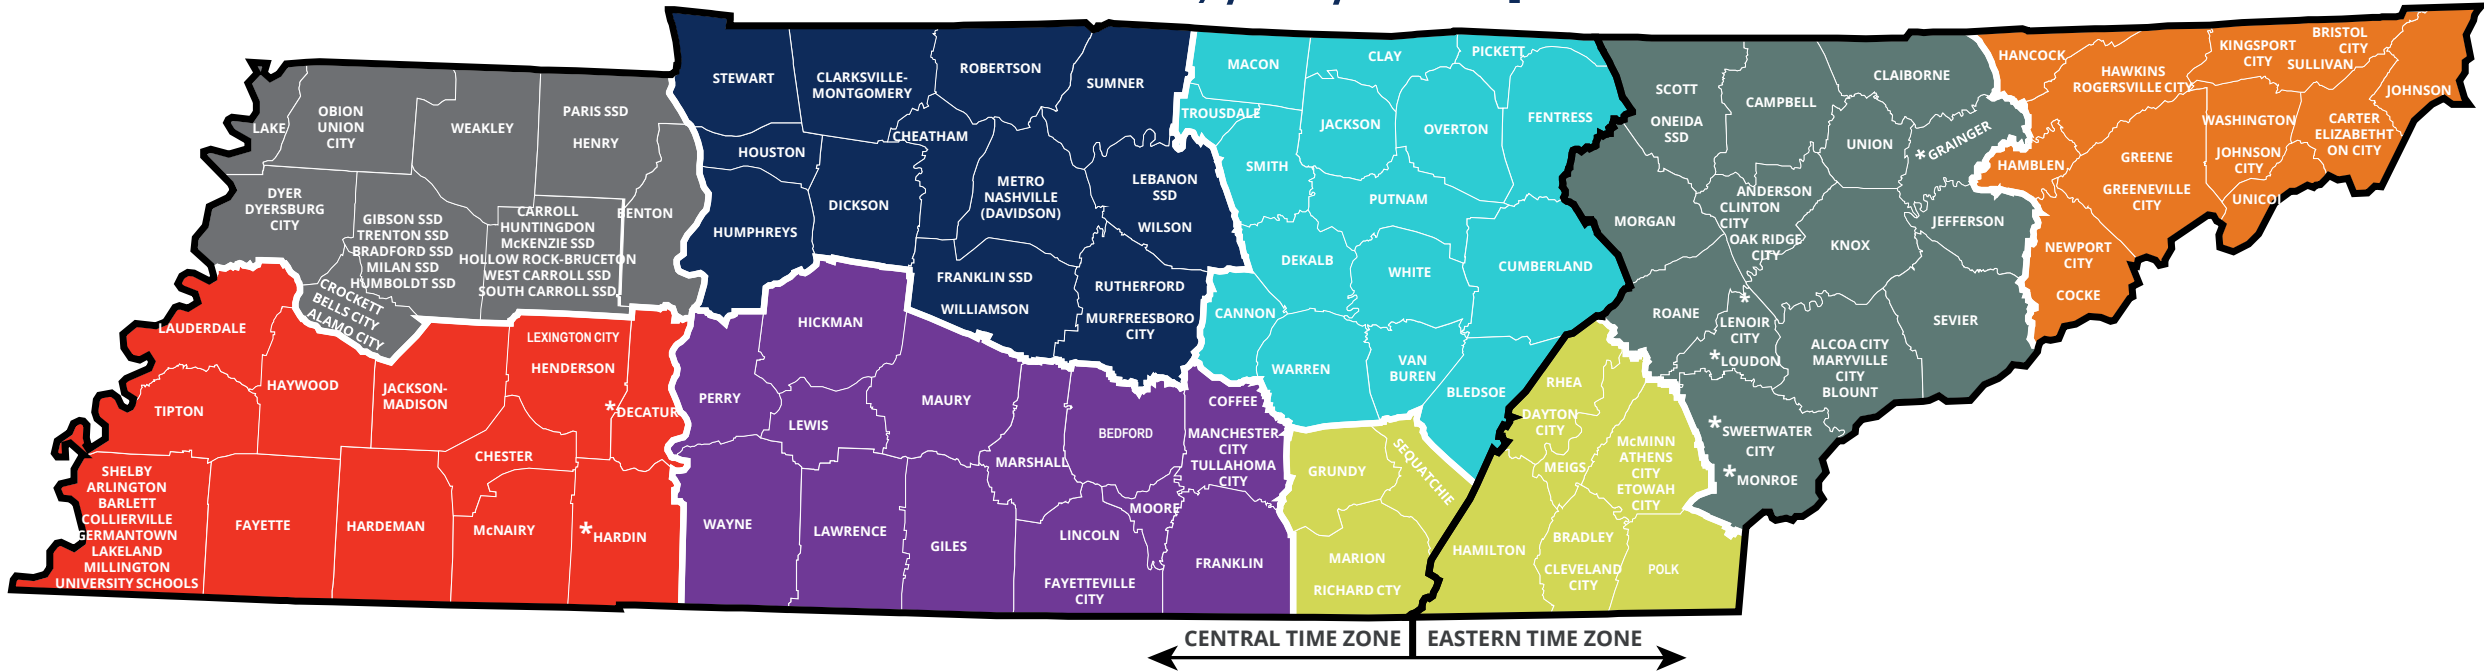 LAKE
OBION
UNION
CITY
WEAKLEY
PARIS SSD
HENRY
DYER
DYERSBURG
CITY
GIBSON SSD
TRENTON SSD
BRADFORD SSD
MILAN SSD
HUMBOLDT SSD
CARROLL
HUNTINGDON
McKENZIE SSD
HOLLOW ROCK-BRUCETON
WEST CARROLL SSD
SOUTH CARROLL SSD
BENTON
CROCKETT
BELLS CITY
ALAMO CITY
LAUDERDALE
HAYWOOD
TIPTON
JACKSON-
MADISON
LEXINGTON CITY
HENDERSON
*DECATUR
CHESTER
SHELBY
ARLINGTON
BARLETT
COLLIERVILLE
GERMANTOWN
LAKELAND
MILLINGTON
UNIVERSITY SCHOOLS
FAYETTE
HARDEMAN
McNAIRY
*HARDIN
STEWART
CLARKSVILLE-
MONTGOMERY
ROBERTSON
SUMNER
CHEATHAM
HOUSTON
DICKSON
HUMPHREYS
METRO
NASHVILLE
(DAVIDSON)
LEBANON
SSD
WILSON
FRANKLIN SSD
WILLIAMSON
RUTHERFORD
MURFREESBORO
CITY
HICKMAN
PERRY
LEWIS
MAURY
MARSHALL
BEDFORD
COFFEE
MANCHESTER
CITY
TULLAHOMA
CITY
MOORE
WAYNE
LAWRENCE
GILES
LINCOLN
FAYETTEVILLE
CITY
FRANKLIN
MACON
CLAY
PICKETT
TROUSDALE
JACKSON
OVERTON
FENTRESS
SMITH
PUTNAM
DEKALB
WHITE
CUMBERLAND
CANNON
WARREN
VAN
BUREN
BLEDSOE
GRUNDY
SEQUATCHIE
MARION
RICHARD CTY
RHEA
DAYTON
CITY
MEIGS
McMINN
ATHENS
CITY
ETOWAH
CITY
HAMILTON
BRADLEY
CLEVELAND
CITY
POLK
SCOTT
ONEIDA
SSD
CAMPBELL
CLAIBORNE
UNION
*GRAINGER
MORGAN
ANDERSON
CLINTON
CITY
OAK RIDGE
CITY
KNOX
JEFFERSON
ROANE
*
LENOIR
CITY
*LOUDON
ALCOA CITY
MARYVILLE
CITY
BLOUNT
SEVIER
*SWEETWATER
CITY
*MONROE
HANCOCK
HAWKINS
ROGERSVILLE CITY
KINGSPORT
CITY
BRISTOL
CITY
SULLIVAN
JOHNSON
HAMBLEN
GREENE
GREENEVILLE
CITY
WASHINGTON
JOHNSON
CITY
CARTER
ELIZABETHT
ON CITY
UNICOI
NEWPORT
CITY
COCKE
CENTRAL TIME ZONE
EASTERN TIME ZONE